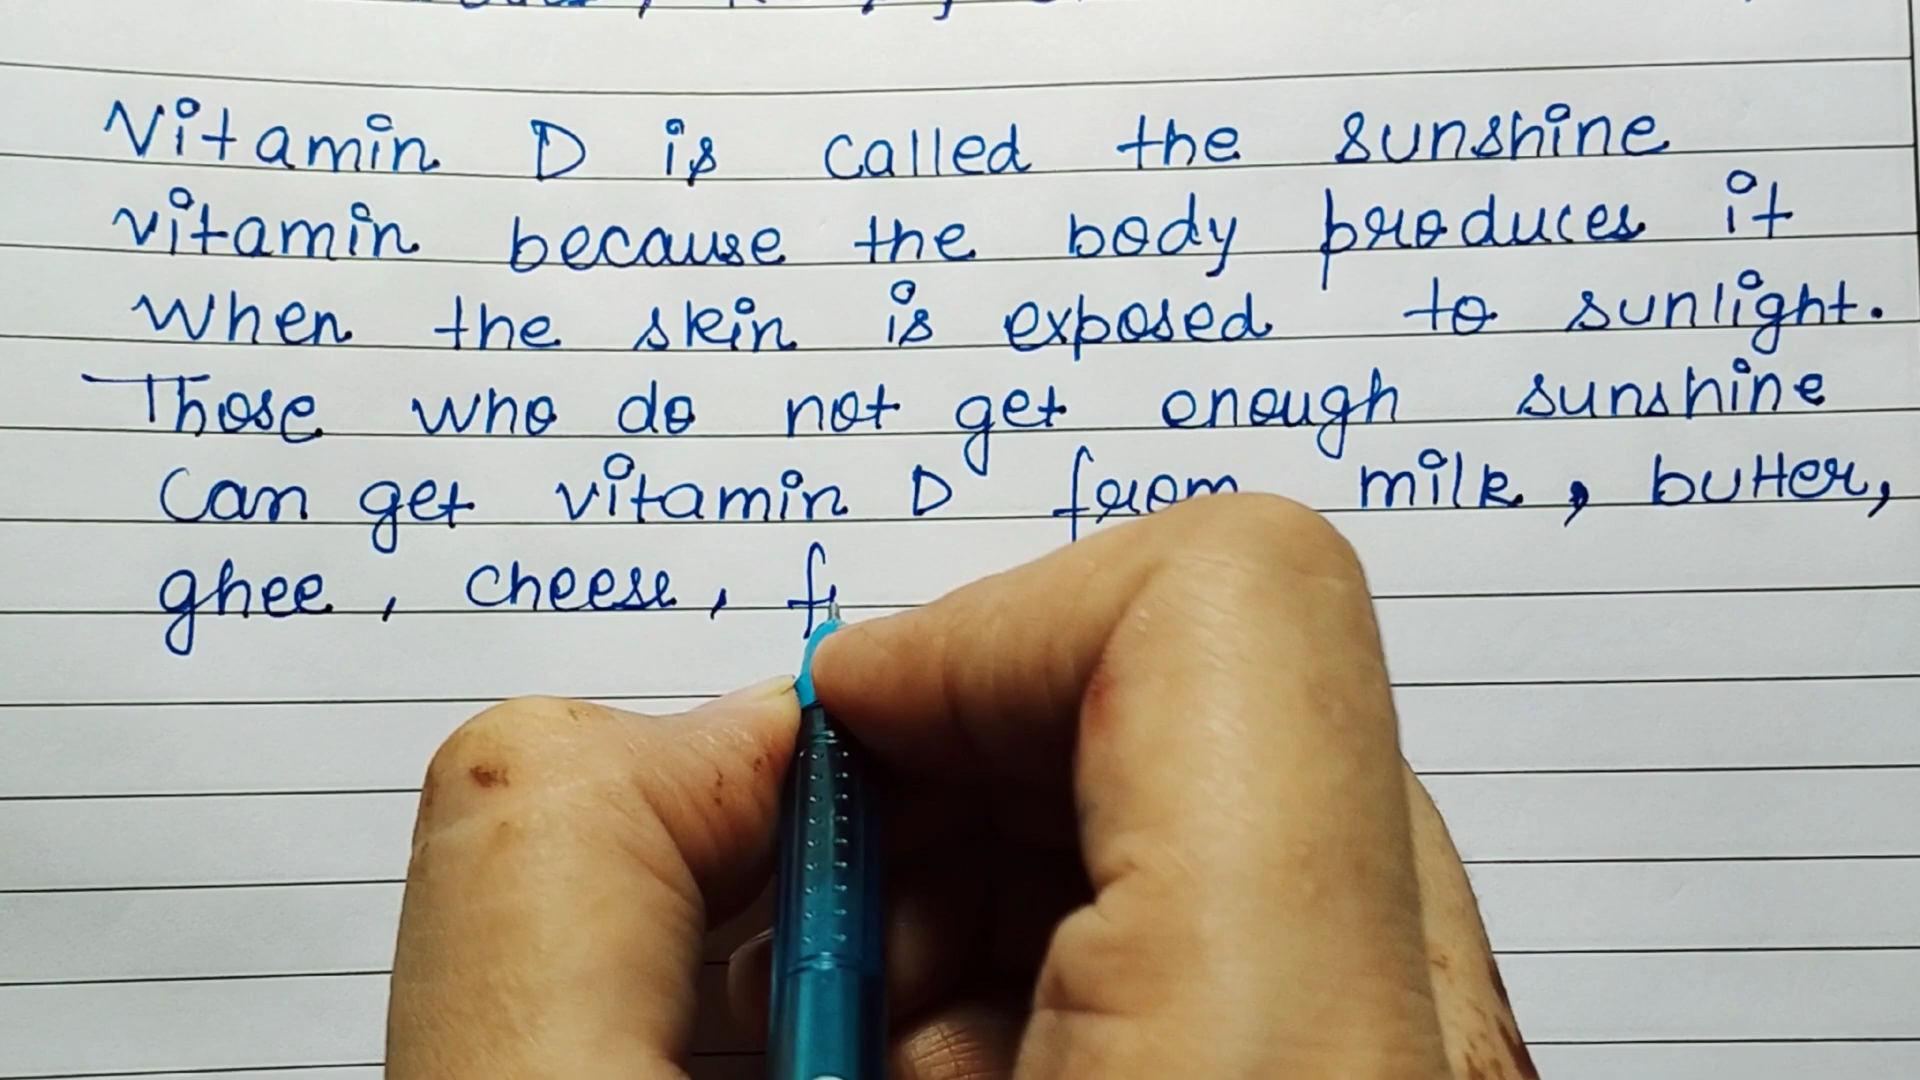 Vitamin D is called the sunshine
vitamin because the body produces it
when the skin is exposed to sunlight.
Those who do not get enough sunshine
can get vitamin D from milk, butter,
ghee, cheese, f